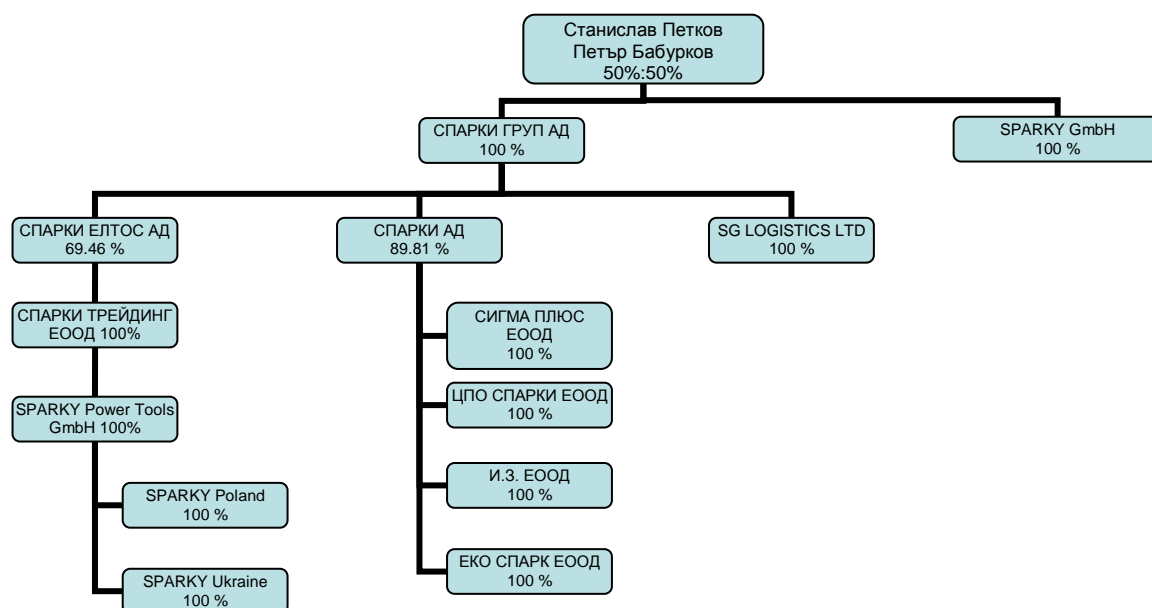 Станислав Петков
Петър Бабурков
50%:50%
СПАРКИ ГРУП АД
100 %
SPARKY GmbH
100 %
СПАРКИ ЕЛТОС АД
69.46 %
СПАРКИ АД
89.81 %
SG LOGISTICS LTD
100 %
СПАРКИ ТРЕЙДИНГ
ЕООД 100%
СИГМА ПЛЮС
ЕООД
100 %
SPARKY Power Tools
GmbH 100%
ЦПО СПАРКИ ЕООД
100 %
И.З. ЕООД
100 %
SPARKY Poland
100 %
ЕКО СПАРК ЕООД
100 %
SPARKY Ukraine
100 %